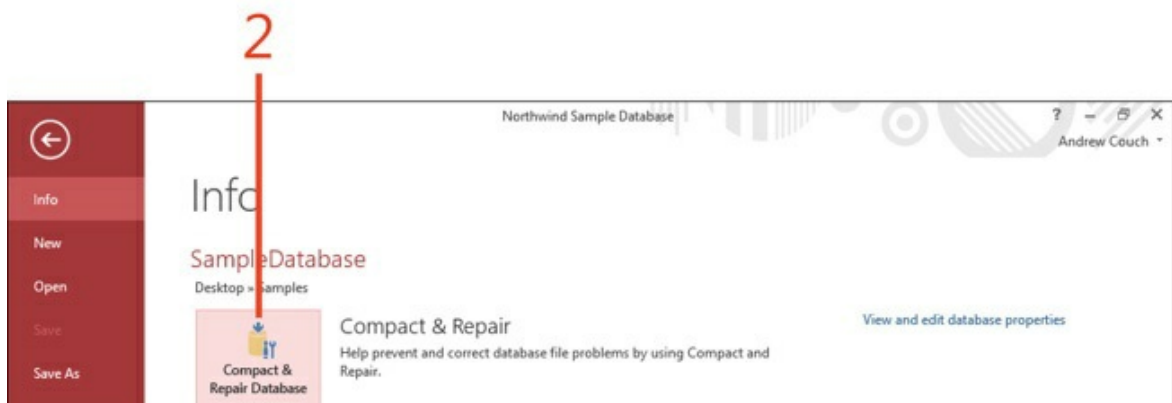 2
Northwind Sample Database
?
Andrew Couch
Info
New
Open
Save
Save As
Info
SampleDatabase
Desktop » Samples
Compact &
Repair Database
Compact & Repair
Help prevent and correct database file problems by using Compact and
Repair.
View and edit database properties